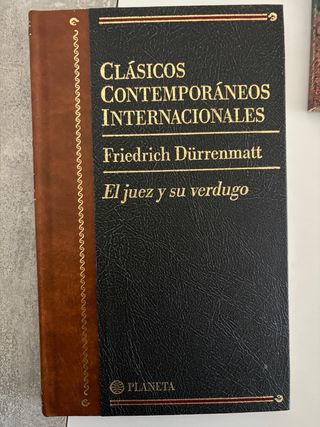 CLÁSICOS
CONTEMPORÁNEOS
INTERNACIONALES
Friedrich Dürrenmatt
El juez y su verdugo
PLANETA